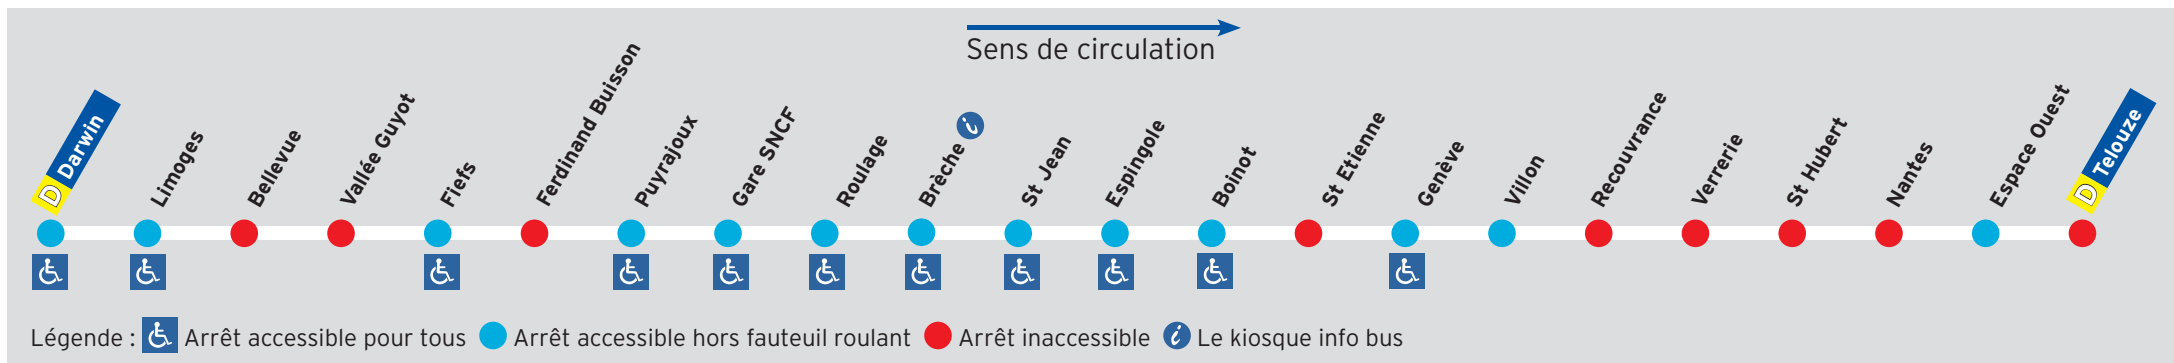 Sens de circulation
D Darwin
Limoges
Bellevue
Vallée Guyot
Fiefs
Ferdinand Buisson
Puyrajoux
Gare SNCF
Roulage
Brèche i
St Jean
Espingole
Boinot
St Etienne
Genève
Villon
Recouvrance
Verrerie
St Hubert
Nantes
Espace Ouest
D Telouze
Légende : Arrêt accessible pour tous Arrêt accessible hors fauteuil roulant Arrêt inaccessible i Le kiosque info bus